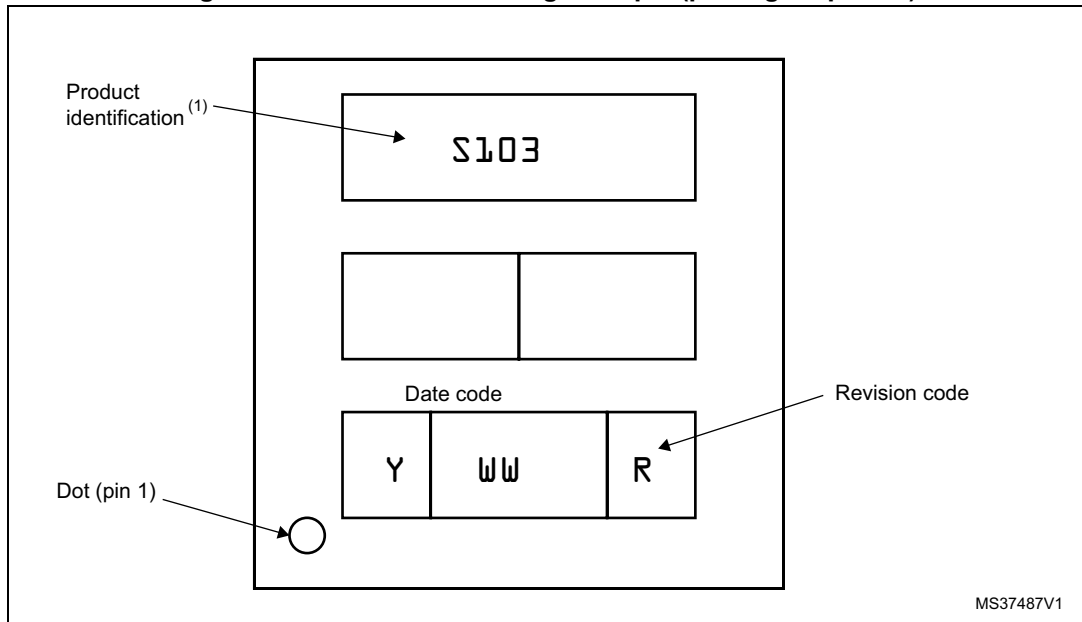 Product
identification (1)
S103
Date code
Revision code
Y WW R
Dot (pin 1)
MS37487V1